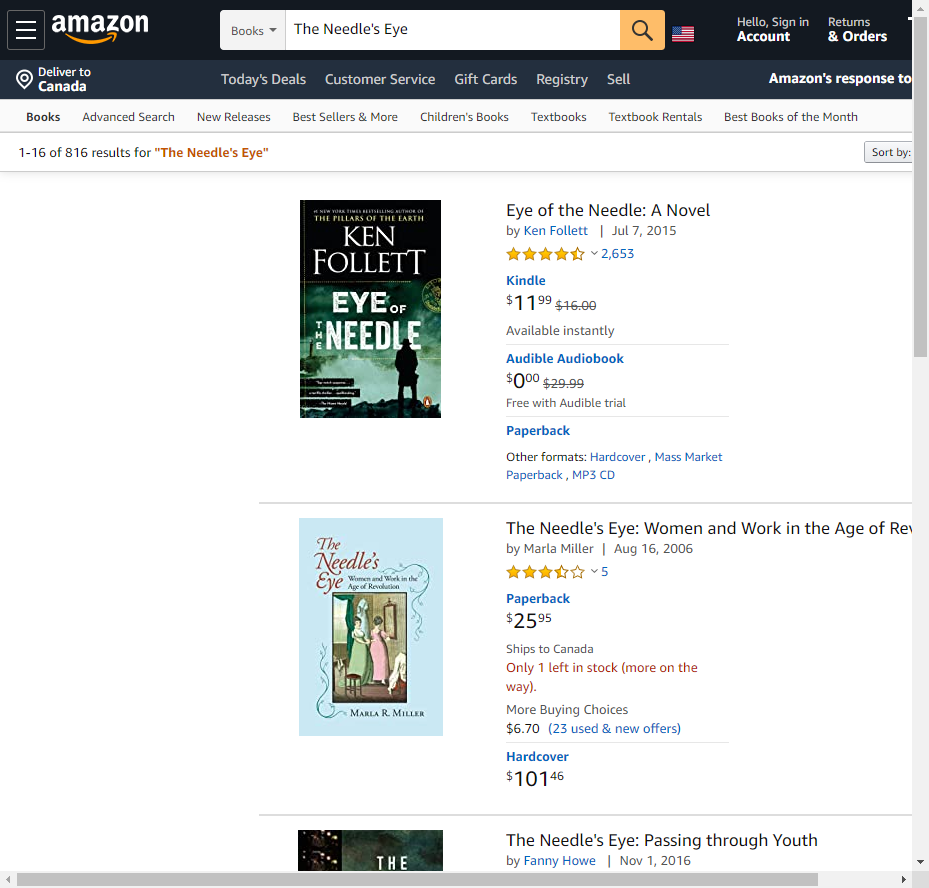 amazon
Books
The Needle's Eye
Hello, Sign in
Account
Returns
& Orders
Deliver to
Canada
Today's Deals Customer Service Gift Cards Registry Sell
Amazon's response to
Books Advanced Search New Releases Best Sellers & More Children's Books Textbooks Textbook Rentals Best Books of the Month
1-16 of 816 results for "The Needle's Eye"
Sort by:
#1 NEW YORK TIMES BESTSELLING AUTHOR OF
THE PILLARS OF THE EARTH
KEN
FOLLETT
EYE OF
THE
NEEDLE
Eye of the Needle: A Novel
by Ken Follett | Jul 7, 2015
2,653
Kindle
$11 99 $16.00
Available instantly
Audible Audiobook
$0 00 $29.99
Free with Audible trial
Paperback
Other formats: Hardcover , Mass Market
Paperback , MP3 CD
The
Needle's
Eye
Women and Work in the
Age of Revolution
MARLA R. MILLER
The Needle's Eye: Women and Work in the Age of Rev
by Marla Miller | Aug 16, 2006
5
Paperback
$25 95
Ships to Canada
Only 1 left in stock (more on the
way).
More Buying Choices
$6.70 (23 used & new offers)
Hardcover
$101 46
THE
The Needle's Eye: Passing through Youth
by Fanny Howe | Nov 1, 2016